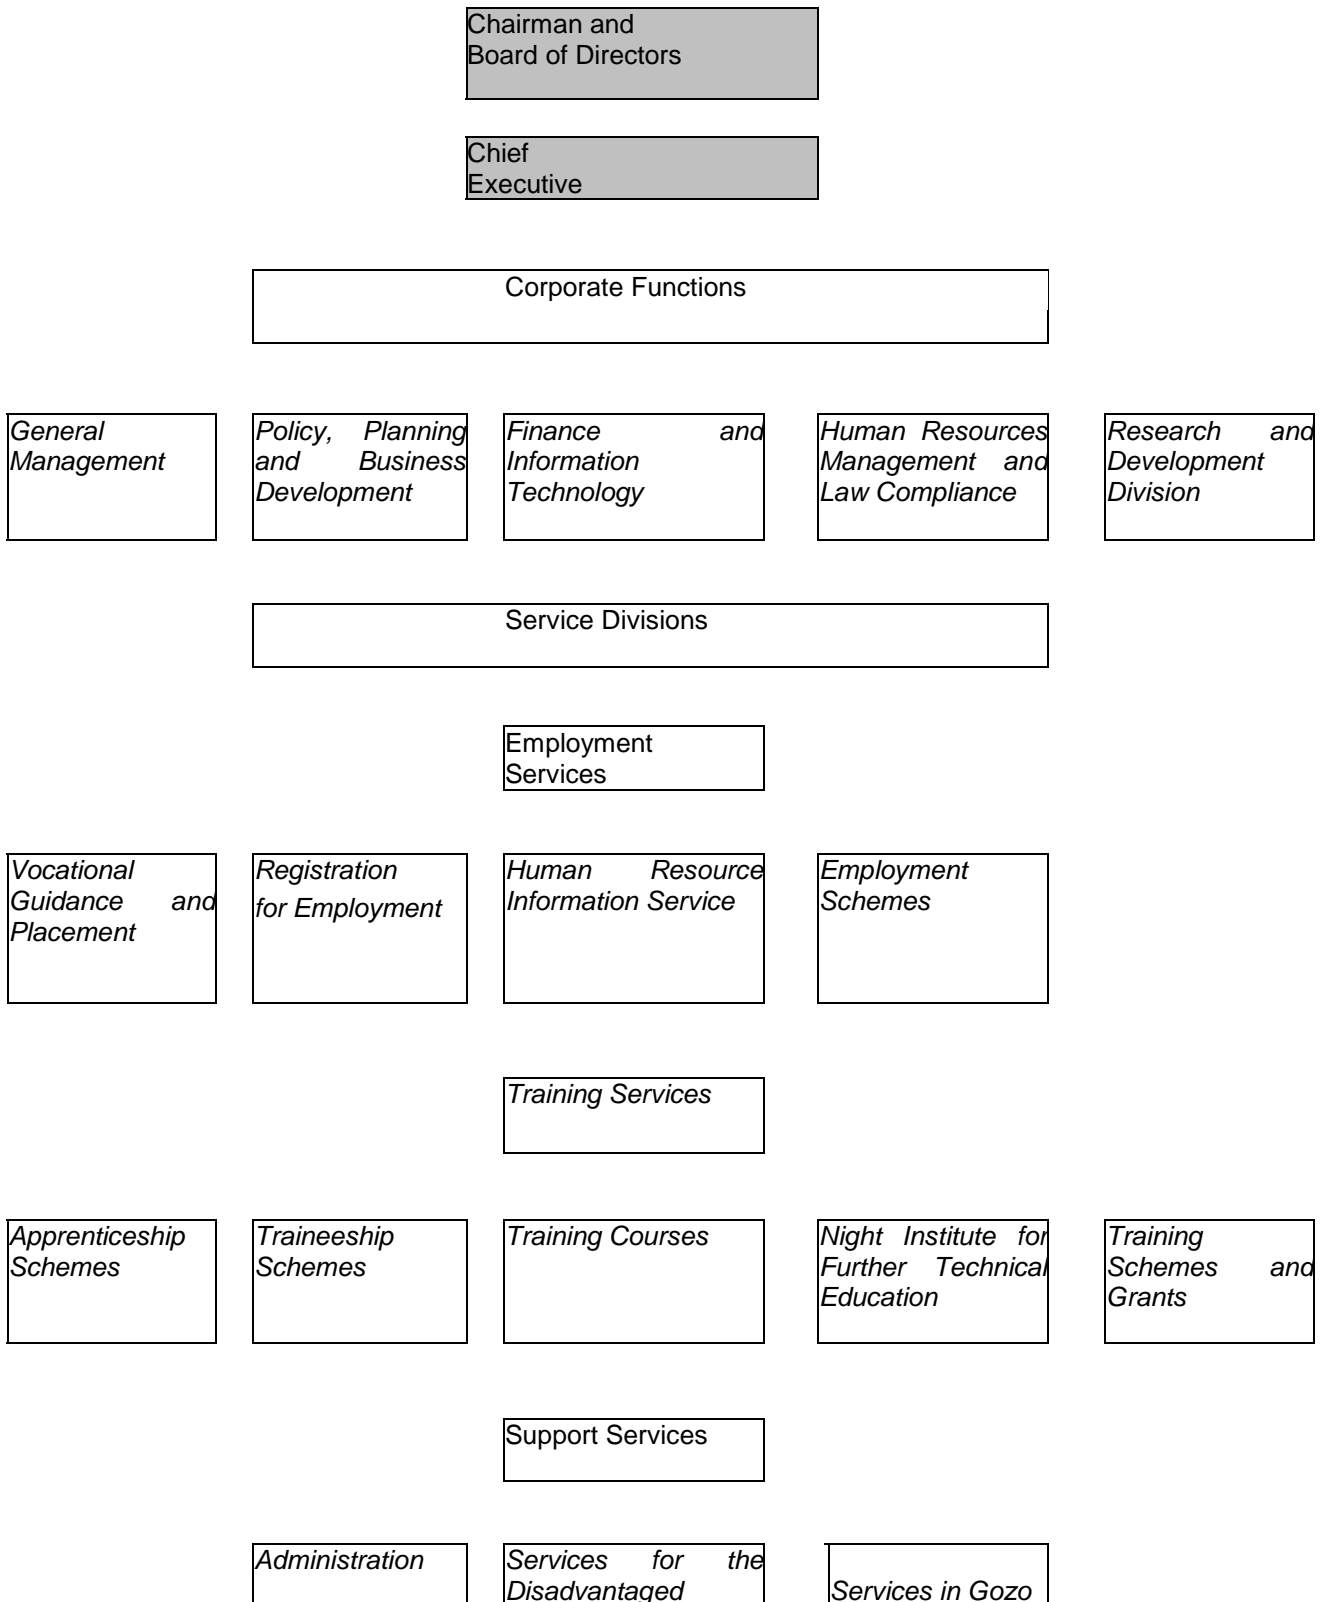 Chairman and
Board of Directors
Chief
Executive
Corporate Functions
General
Management
Policy, Planning
and Business
Development
Finance and
Information
Technology
Human Resources
Management and
Law Compliance
Research and
Development
Division
Service Divisions
Employment
Services
Vocational
Guidance and
Placement
Registration
for Employment
Human Resource
Information Service
Employment
Schemes
Training Services
Apprenticeship
Schemes
Traineeship
Schemes
Training Courses
Night Institute for
Further Technical
Education
Training
Schemes and
Grants
Support Services
Administration
Services for the
Disadvantaged
Services in Gozo